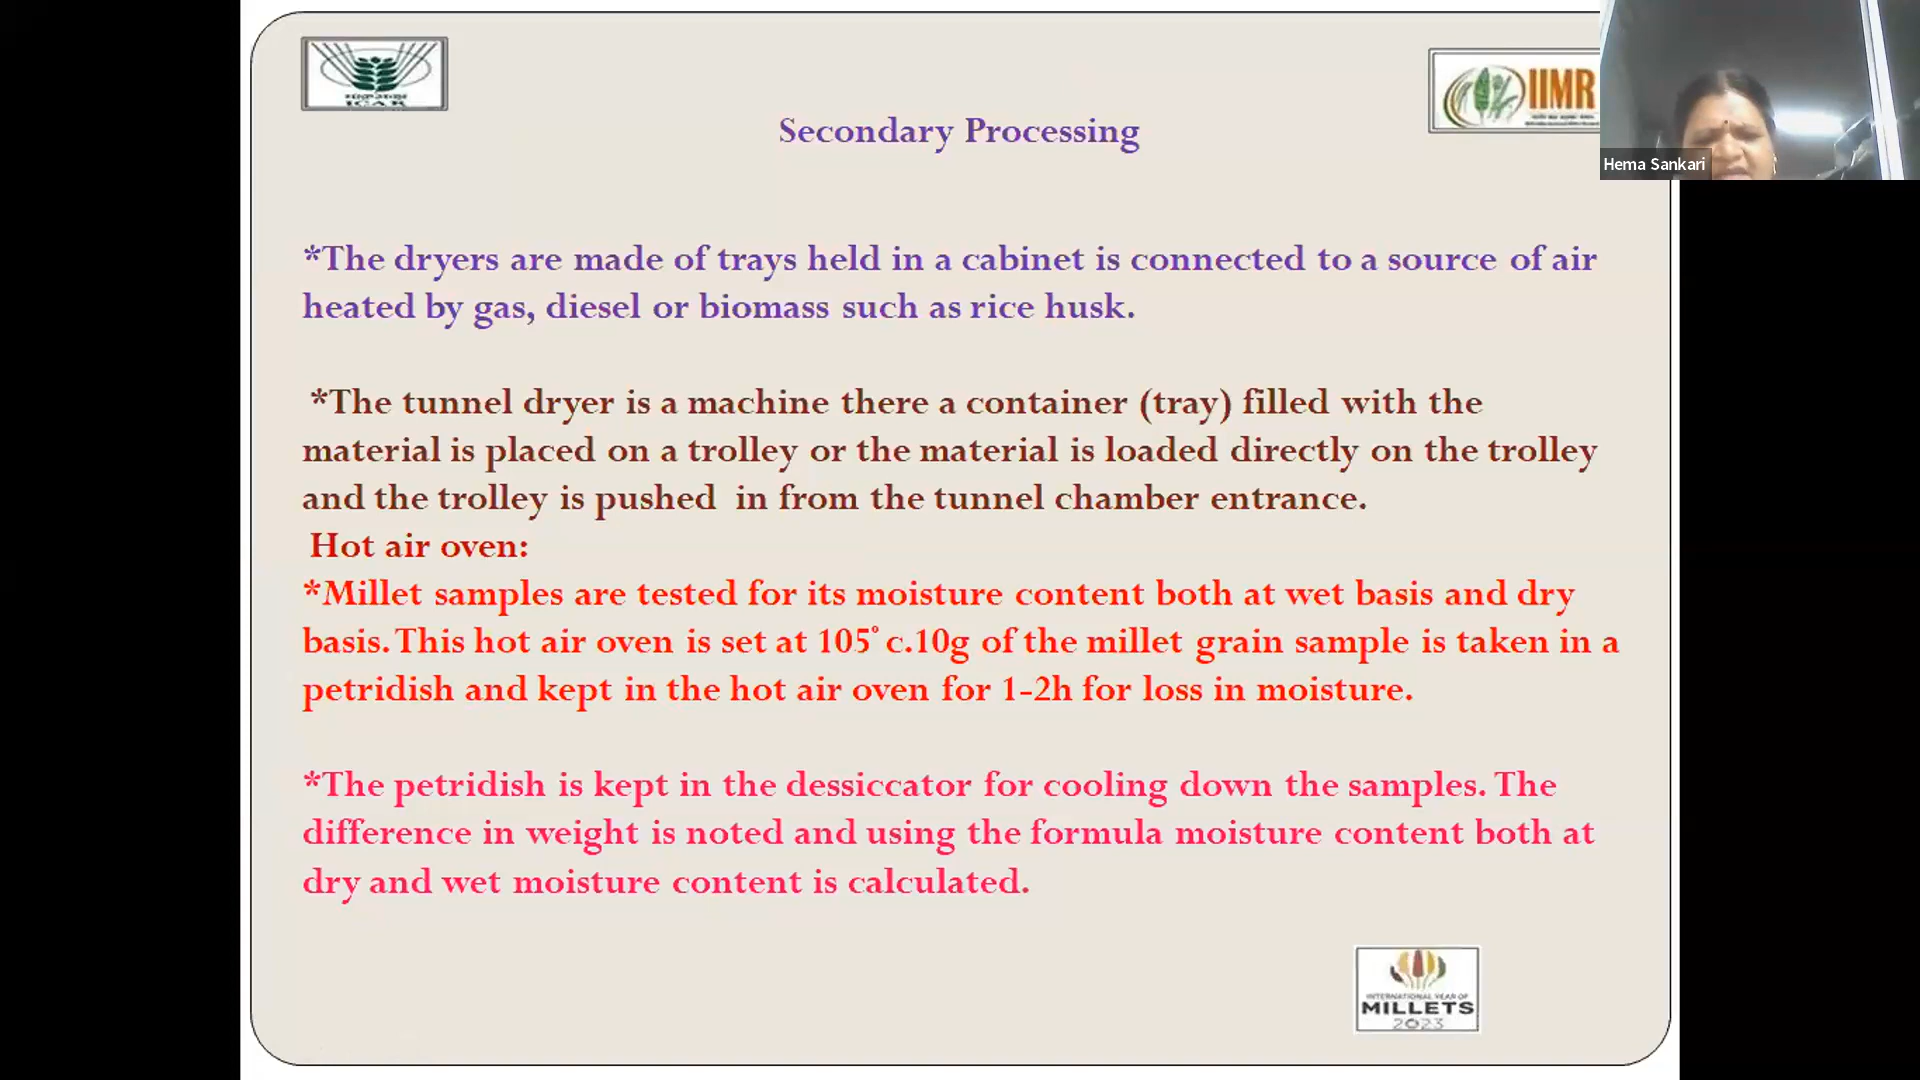 ICAR
IIMR
Hema Sankari
Secondary Processing
*The dryers are made of trays held in a cabinet is connected to a source of air
heated by gas, diesel or biomass such as rice husk.
*The tunnel dryer is a machine there a container (tray) filled with the
material is placed on a trolley or the material is loaded directly on the trolley
and the trolley is pushed in from the tunnel chamber entrance.
Hot air oven:
*Millet samples are tested for its moisture content both at wet basis and dry
basis. This hot air oven is set at 105° c.10g of the millet grain sample is taken in a
petridish and kept in the hot air oven for 1-2h for loss in moisture.
*The petridish is kept in the dessiccator for cooling down the samples. The
difference in weight is noted and using the formula moisture content both at
dry and wet moisture content is calculated.
INTERNATIONAL YEAR OF
MILLETS
2023